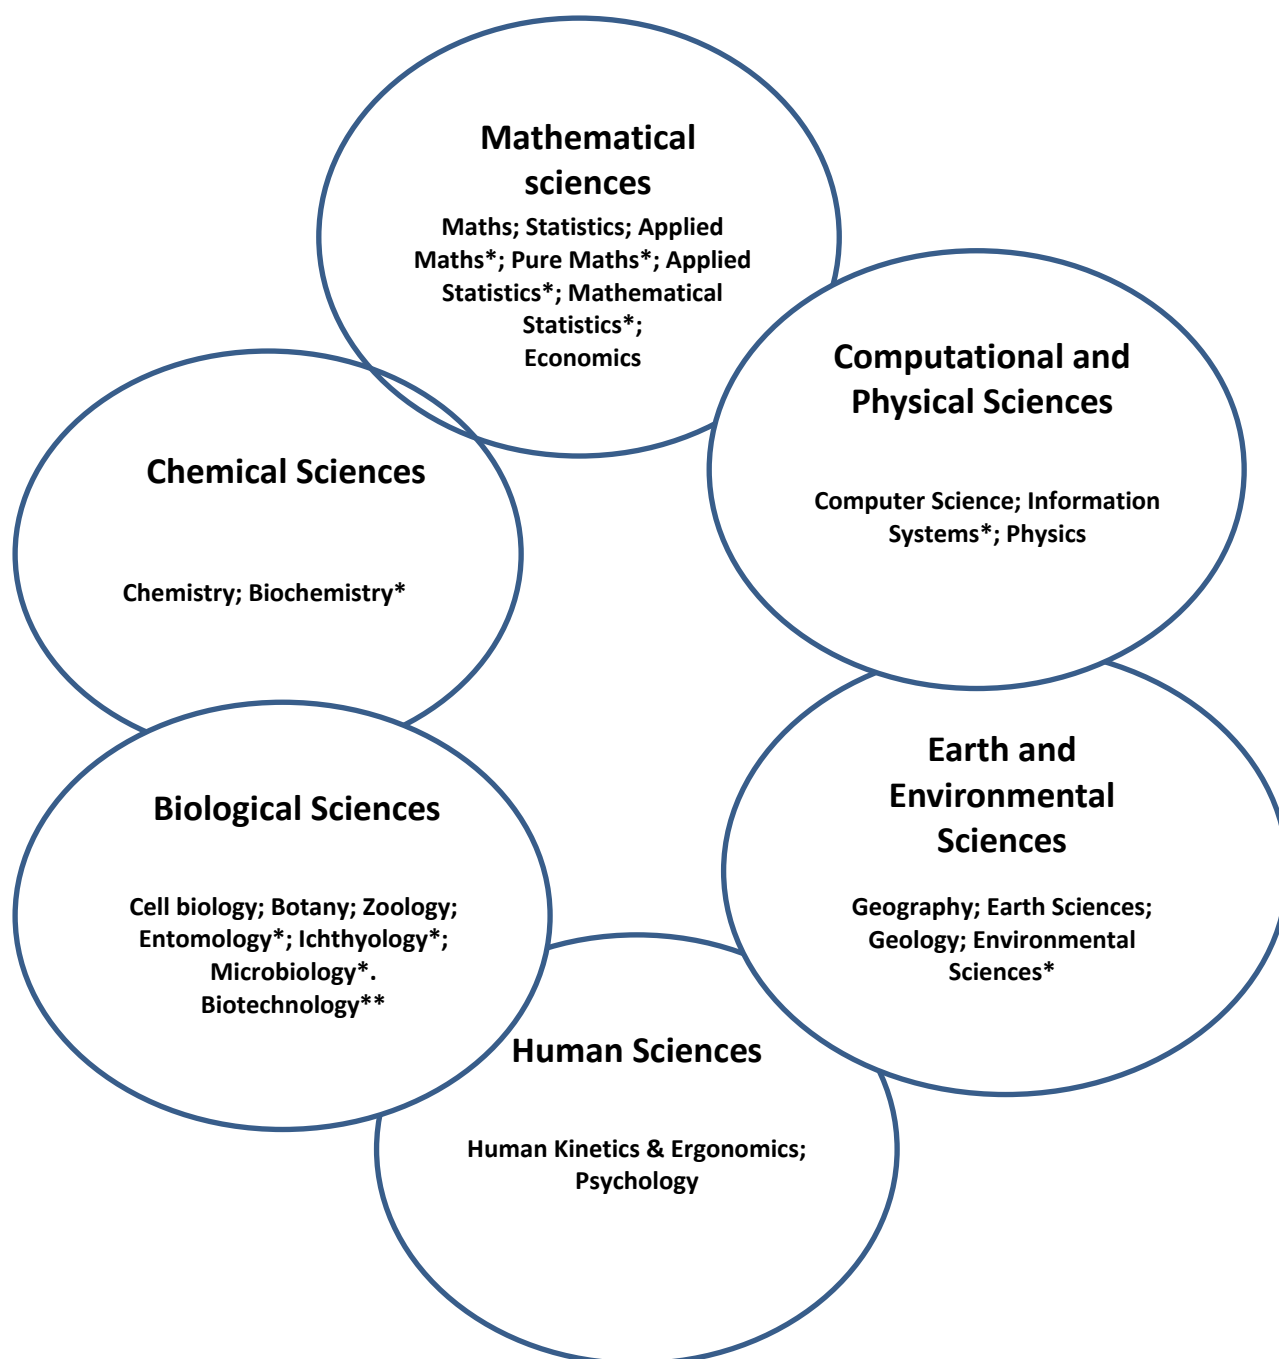 Mathematical
sciences
Maths; Statistics; Applied
Maths*; Pure Maths*; Applied
Statistics*; Mathematical
Statistics*;
Economics
Computational and
Physical Sciences
Computer Science; Information
Systems*; Physics
Chemical Sciences
Chemistry; Biochemistry*
Earth and
Environmental
Sciences
Geography; Earth Sciences;
Geology; Environmental
Sciences*
Biological Sciences
Cell biology; Botany; Zoology;
Entomology*; Ichthyology*;
Microbiology*.
Biotechnology**
Human Sciences
Human Kinetics & Ergonomics;
Psychology